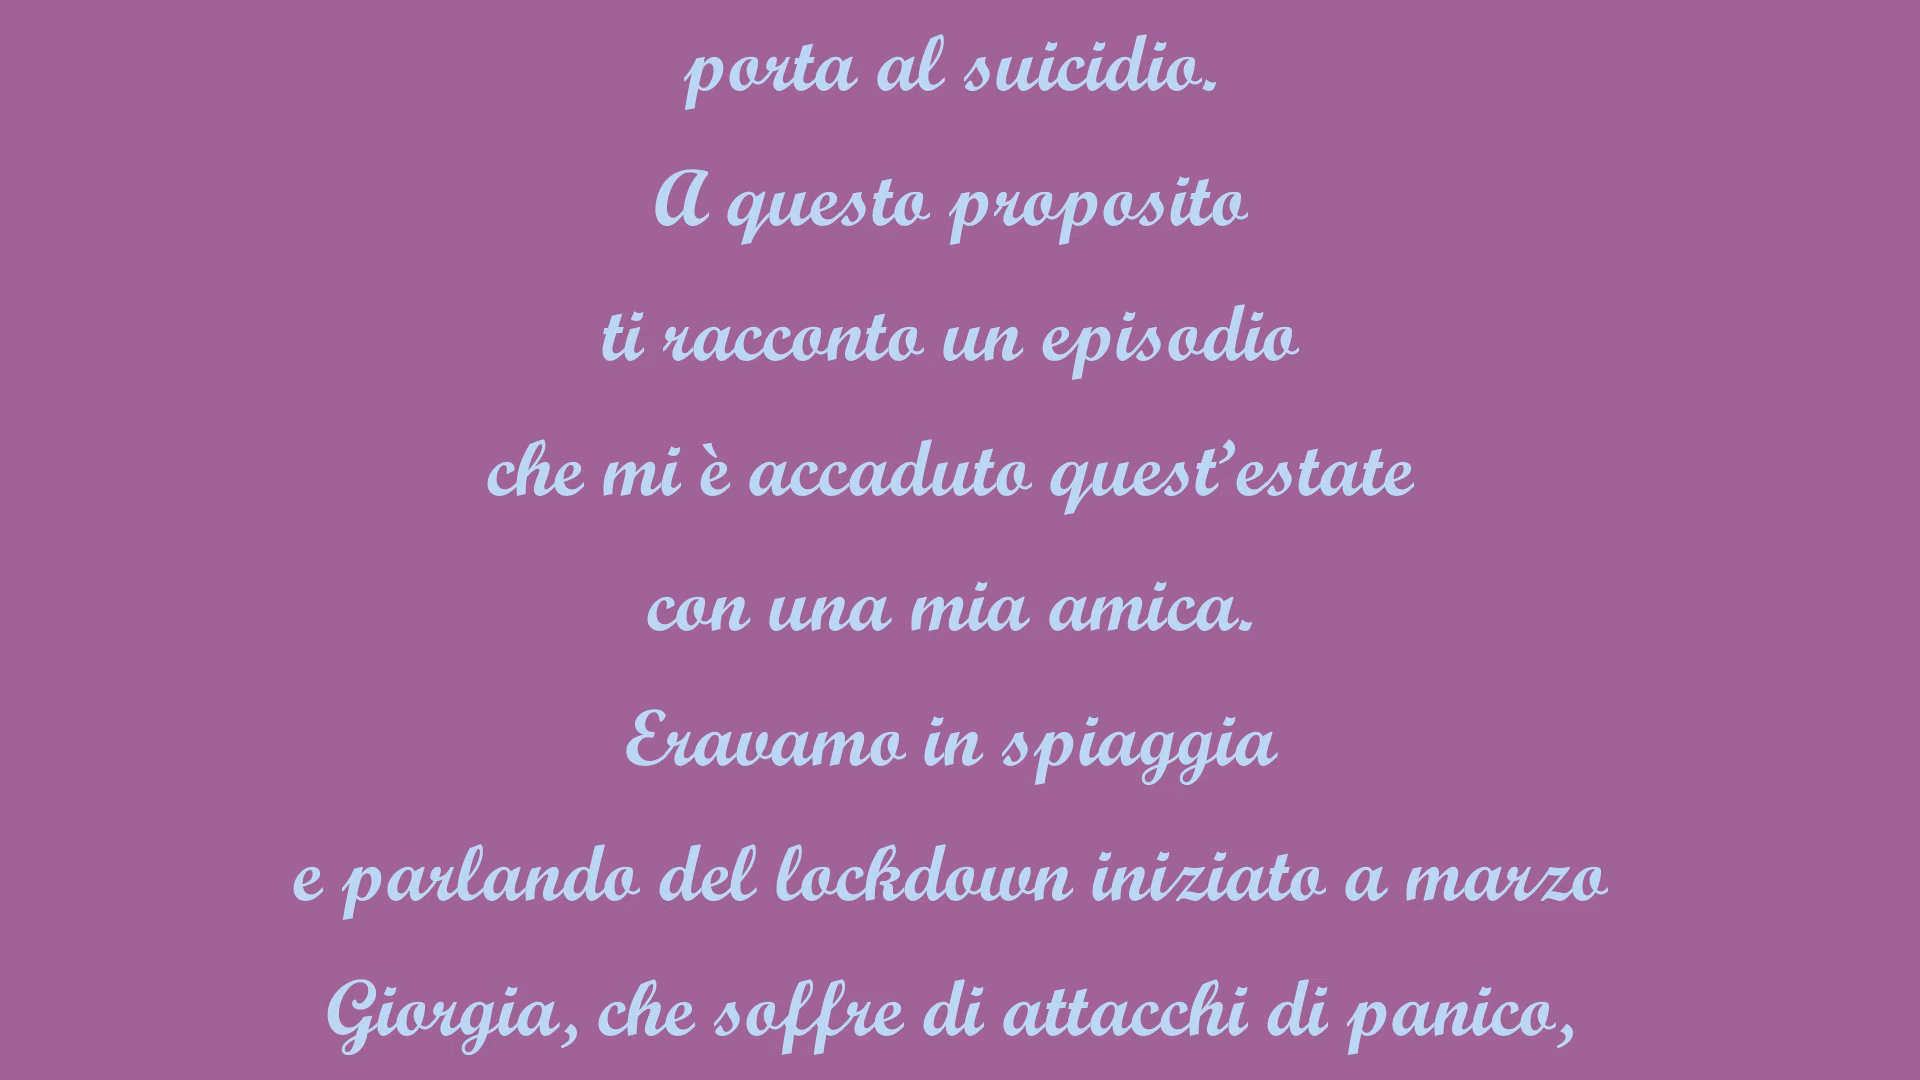 porta al suicidio.
A questo proposito
ti racconto un episodio
che mi è accaduto quest’estate
con una mia amica.
Eravamo in spiaggia
e parlando del lockdown iniziato a marzo
Giorgia, che soffre di attacchi di panico,